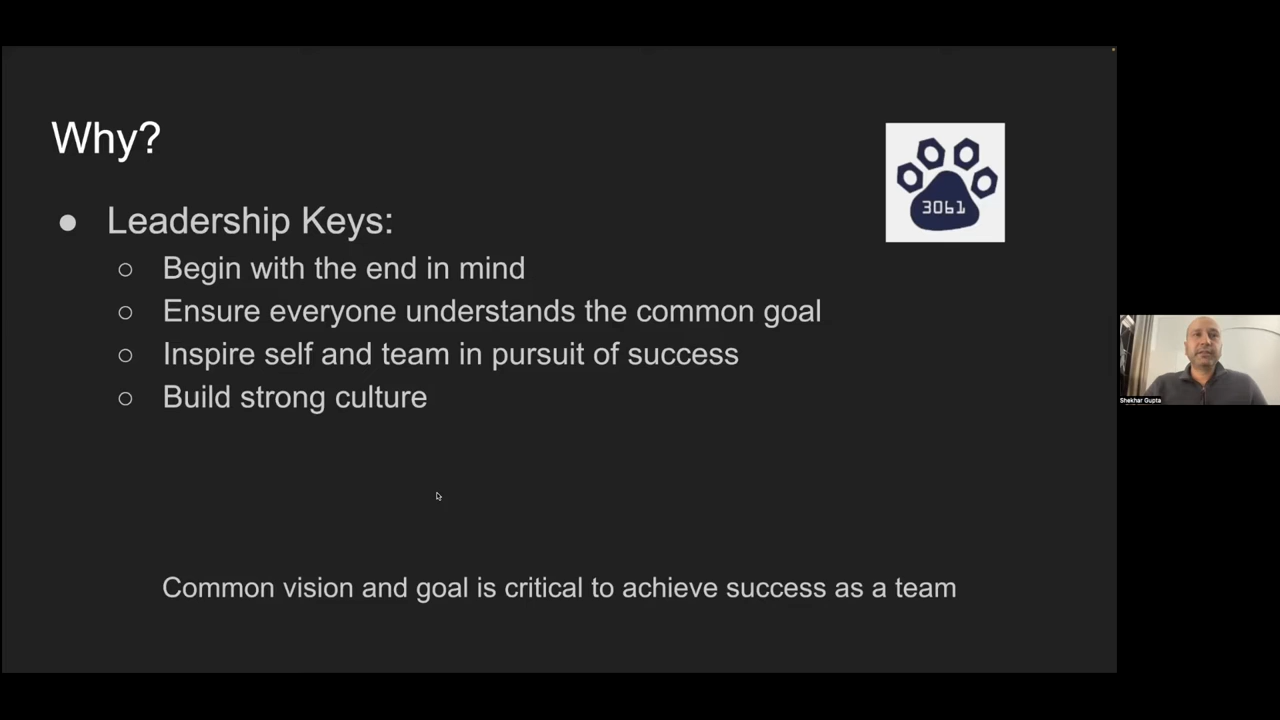 Why?
3061
● Leadership Keys:
○ Begin with the end in mind
○ Ensure everyone understands the common goal
○ Inspire self and team in pursuit of success
○ Build strong culture
Shekhar Gupta
Common vision and goal is critical to achieve success as a team